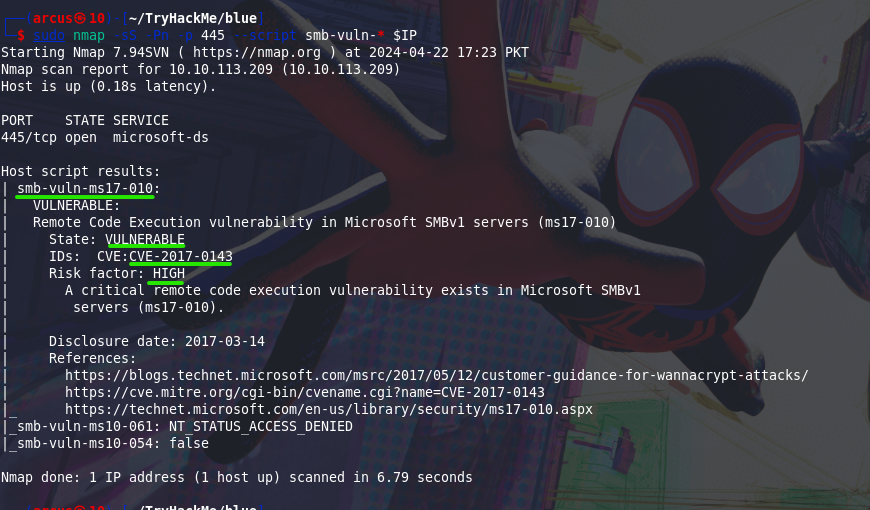 (arcus㉿10)-[~/TryHackMe/blue]
$ sudo nmap -sS -Pn -p 445 --script smb-vuln-* $IP
Starting Nmap 7.94SVN ( https://nmap.org ) at 2024-04-22 17:23 PKT
Nmap scan report for 10.10.113.209 (10.10.113.209)
Host is up (0.18s latency).
PORT    STATE SERVICE
445/tcp open  microsoft-ds
Host script results:
| smb-vuln-ms17-010:
|   VULNERABLE:
|   Remote Code Execution vulnerability in Microsoft SMBv1 servers (ms17-010)
|     State: VULNERABLE
|     IDs:  CVE:CVE-2017-0143
|     Risk factor: HIGH
|       A critical remote code execution vulnerability exists in Microsoft SMBv1
|        servers (ms17-010).
|
|     Disclosure date: 2017-03-14
|     References:
|       https://blogs.technet.microsoft.com/msrc/2017/05/12/customer-guidance-for-wannacrypt-attacks/
|       https://cve.mitre.org/cgi-bin/cvename.cgi?name=CVE-2017-0143
|_      https://technet.microsoft.com/en-us/library/security/ms17-010.aspx
|_smb-vuln-ms10-061: NT_STATUS_ACCESS_DENIED
|_smb-vuln-ms10-054: false
Nmap done: 1 IP address (1 host up) scanned in 6.79 seconds
(arcus㉿10)-[~/TryHackMe/blue]